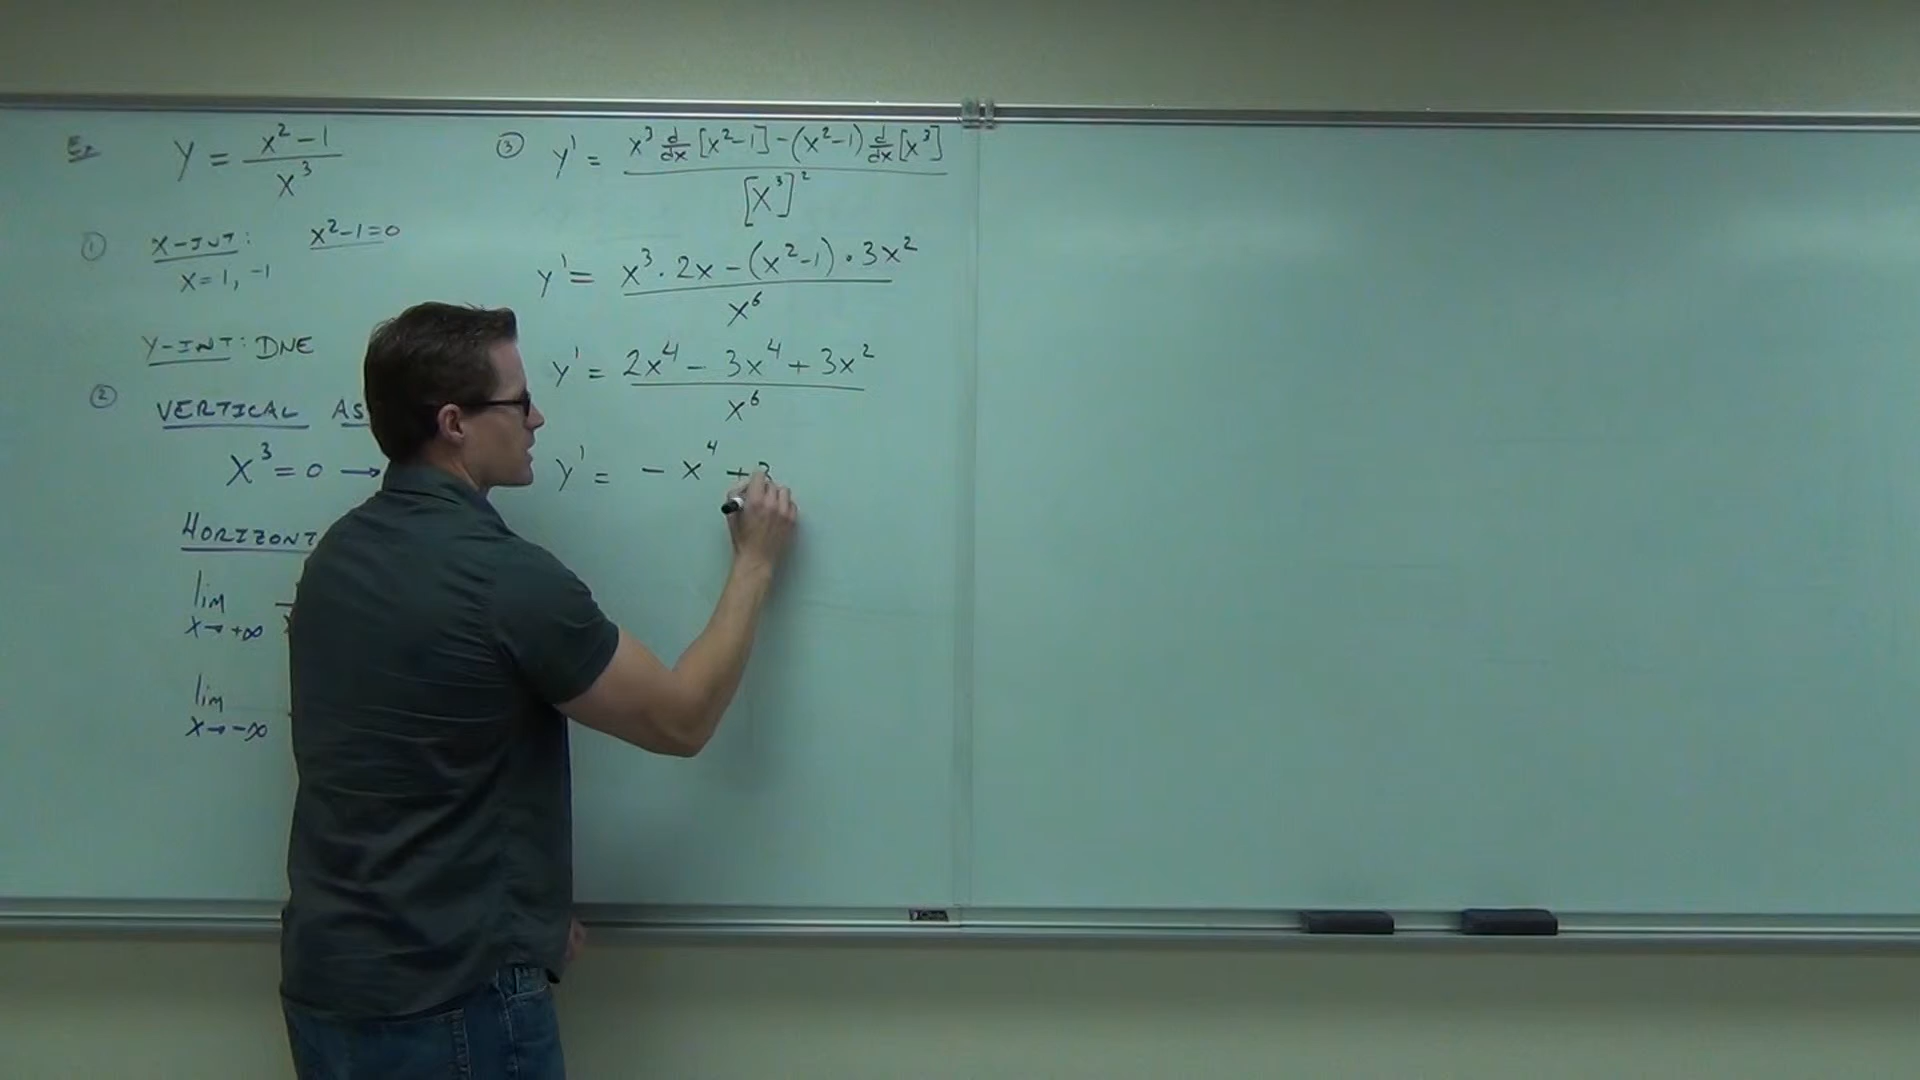 Ex y = x² - 1 / x³
① x-INT: x² - 1 = 0
x = 1, -1
y-INT: DNE
② VERTICAL AS
x³ = 0 →
HORIZONT
lim x→+∞
lim x→-∞
③ y' = x³ d/dx [x² - 1] - (x² - 1) d/dx [x³] / [x³]²
y' = x³ · 2x - (x² - 1) · 3x² / x⁶
y' = 2x⁴ - 3x⁴ + 3x² / x⁶
y' = - x⁴ + 3